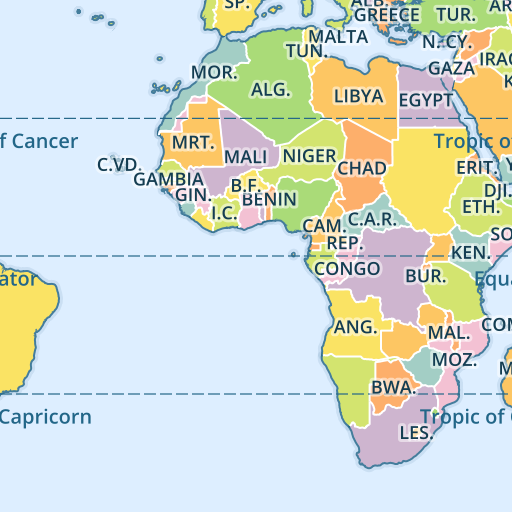 SP.
ALB.
GREECE
TUR.
AR
MALTA
TUN.
N. CY.
MOR.
GAZA
IRAQ
ALG.
LIBYA
EGYPT
K
of Cancer
Tropic of
MRT.
MALI
NIGER
CHAD
ERIT.
Y
C.VD.
GAMBIA
GIN.
B.F.
BENIN
DJI.
ETH.
I.C.
CAM.
C.A.R.
SO
REP.
KEN.
CONGO
BUR.
ator
Equa
ANG.
MAL.
COM
MOZ.
M
BWA.
Capricorn
Tropic of C
LES.